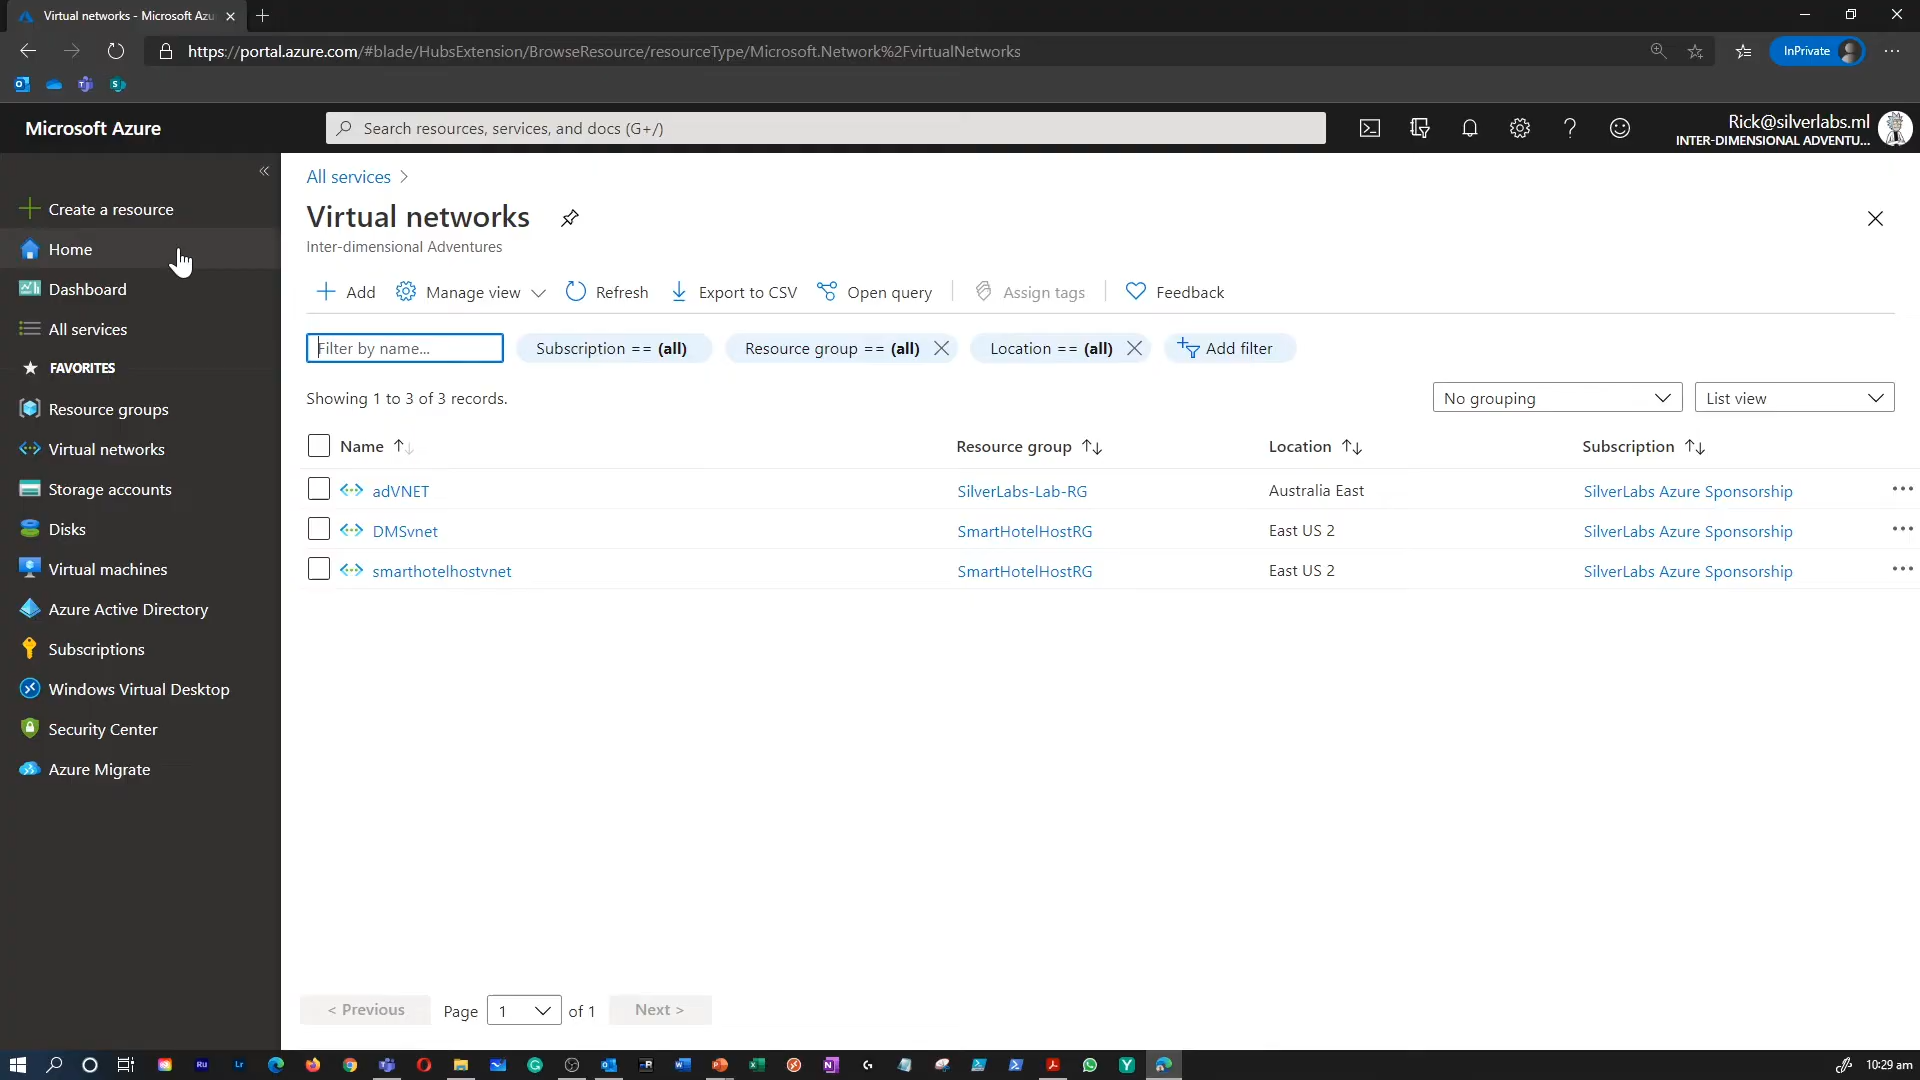 Virtual networks - Microsoft Azu
https://portal.azure.com/#blade/HubsExtension/BrowseResource/resourceType/Microsoft.Network%2FvirtualNetworks
InPrivate
Microsoft Azure
Search resources, services, and docs (G+/)
Rick@silverlabs.ml
INTER-DIMENSIONAL ADVENTU...
Create a resource
Home
Dashboard
All services
FAVORITES
Resource groups
Virtual networks
Storage accounts
Disks
Virtual machines
Azure Active Directory
Subscriptions
Windows Virtual Desktop
Security Center
Azure Migrate
All services
Virtual networks
Inter-dimensional Adventures
Add Manage view Refresh Export to CSV Open query Assign tags Feedback
Filter by name... Subscription == (all) Resource group == (all) Location == (all) Add filter
Showing 1 to 3 of 3 records. No grouping List view
Name Resource group Location Subscription
adVNET SilverLabs-Lab-RG Australia East SilverLabs Azure Sponsorship
DMSvnet SmartHotelHostRG East US 2 SilverLabs Azure Sponsorship
smarthotelhostvnet SmartHotelHostRG East US 2 SilverLabs Azure Sponsorship
< Previous Page 1 of 1 Next >
Ru Lr
10:29 am